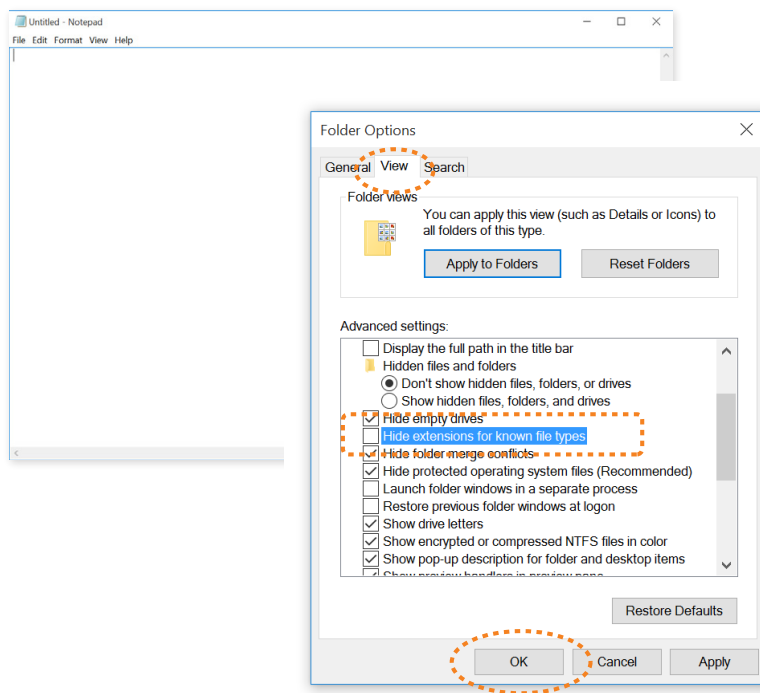 Untitled - Notepad
File Edit Format View Help
Folder Options
General View Search
Folder views
You can apply this view (such as Details or Icons) to
all folders of this type.
Apply to Folders Reset Folders
Advanced settings:
Display the full path in the title bar
Hidden files and folders
Don't show hidden files, folders, or drives
Show hidden files, folders, and drives
Hide empty drives
Hide extensions for known file types
Hide folder merge conflicts
Hide protected operating system files (Recommended)
Launch folder windows in a separate process
Restore previous folder windows at logon
Show drive letters
Show encrypted or compressed NTFS files in color
Show pop-up description for folder and desktop items
Show preview handlers in preview pane
Restore Defaults
OK Cancel Apply